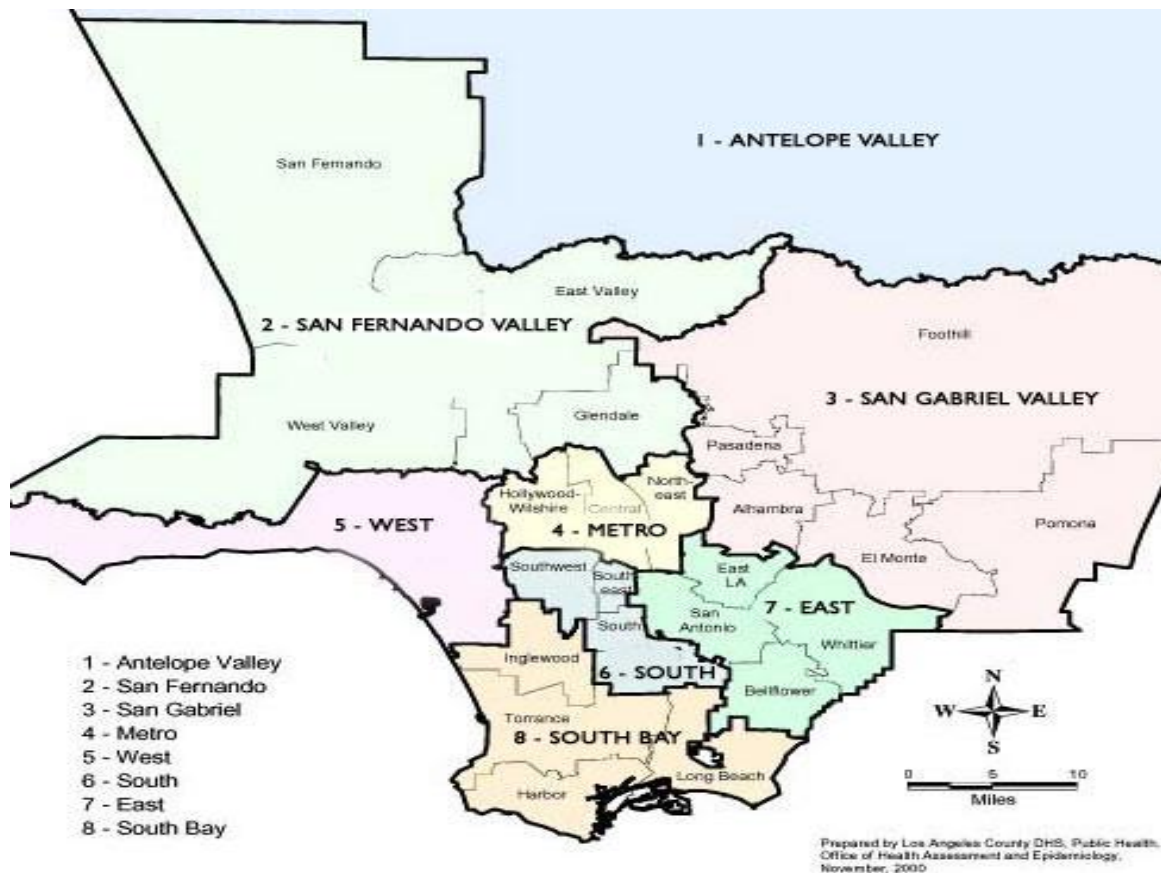 1 - ANTELOPE VALLEY
San Fernando
East Valley
2 - SAN FERNANDO VALLEY
Foothill
3 - SAN GABRIEL VALLEY
Glendale
West Valley
Pasadena
Hollywood-
Wilshire
Central
North-
east
Alhambra
5 - WEST
4 - METRO
Pomona
El Monte
Southwest
South-
east
East
LA
7 - EAST
San
Antonio
South
Whittier
Inglewood
6 - SOUTH
Bellflower
Torrance
8 - SOUTH BAY
Long Beach
Harbor
1 - Antelope Valley
2 - San Fernando
3 - San Gabriel
4 - Metro
5 - West
6 - South
7 - East
8 - South Bay
N
W E
S
0 5 10
Miles
Prepared by Los Angeles County DHS, Public Health,
Office of Health Assessment and Epidemiology,
November, 2000